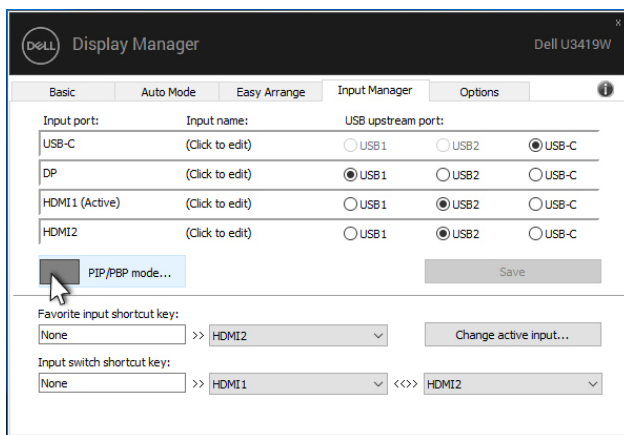 x
DELL Display Manager Dell U3419W
Basic Auto Mode Easy Arrange Input Manager Options i
Input port: Input name: USB upstream port:
USB-C (Click to edit) USB1 USB2 USB-C
DP (Click to edit) USB1 USB2 USB-C
HDMI1 (Active) (Click to edit) USB1 USB2 USB-C
HDMI2 (Click to edit) USB1 USB2 USB-C
PIP/PBP mode... Save
Favorite input shortcut key:
None >> HDMI2 Change active input...
Input switch shortcut key:
None >> HDMI1 <<>> HDMI2